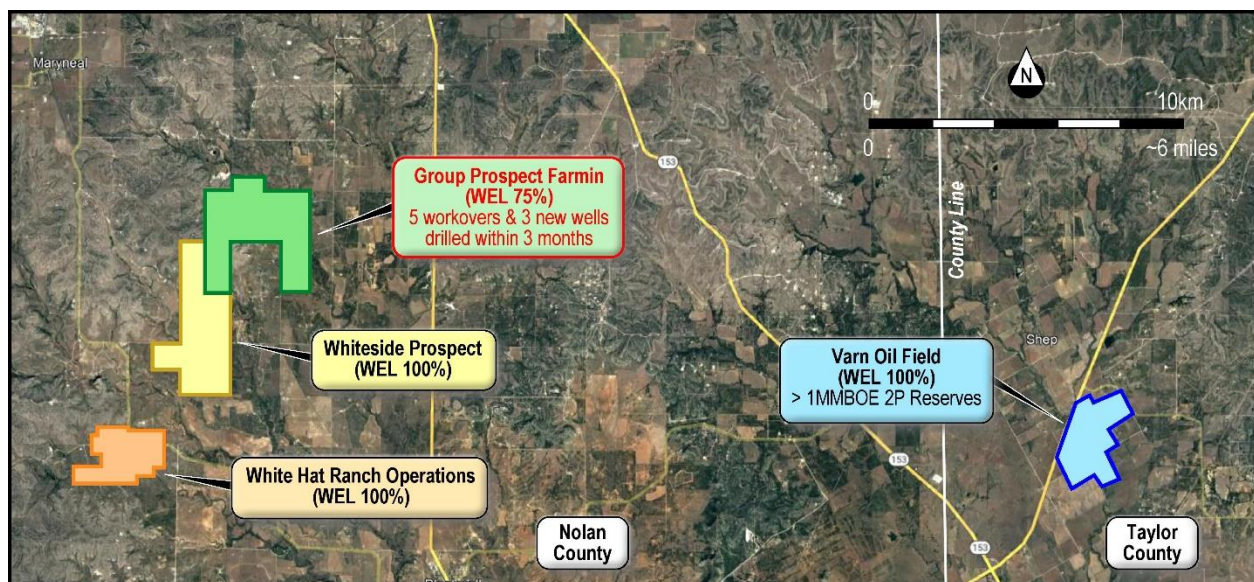 Maryneal
N
0
10km
0
~6 miles
153
Group Prospect Farmin
(WEL 75%)
5 workovers & 3 new wells
drilled within 3 months
County Line
Whiteside Prospect
(WEL 100%)
Varn Oil Field
(WEL 100%)
> 1MMBOE 2P Reserves
Shep
White Hat Ranch Operations
(WEL 100%)
153
Nolan
County
153
Taylor
County